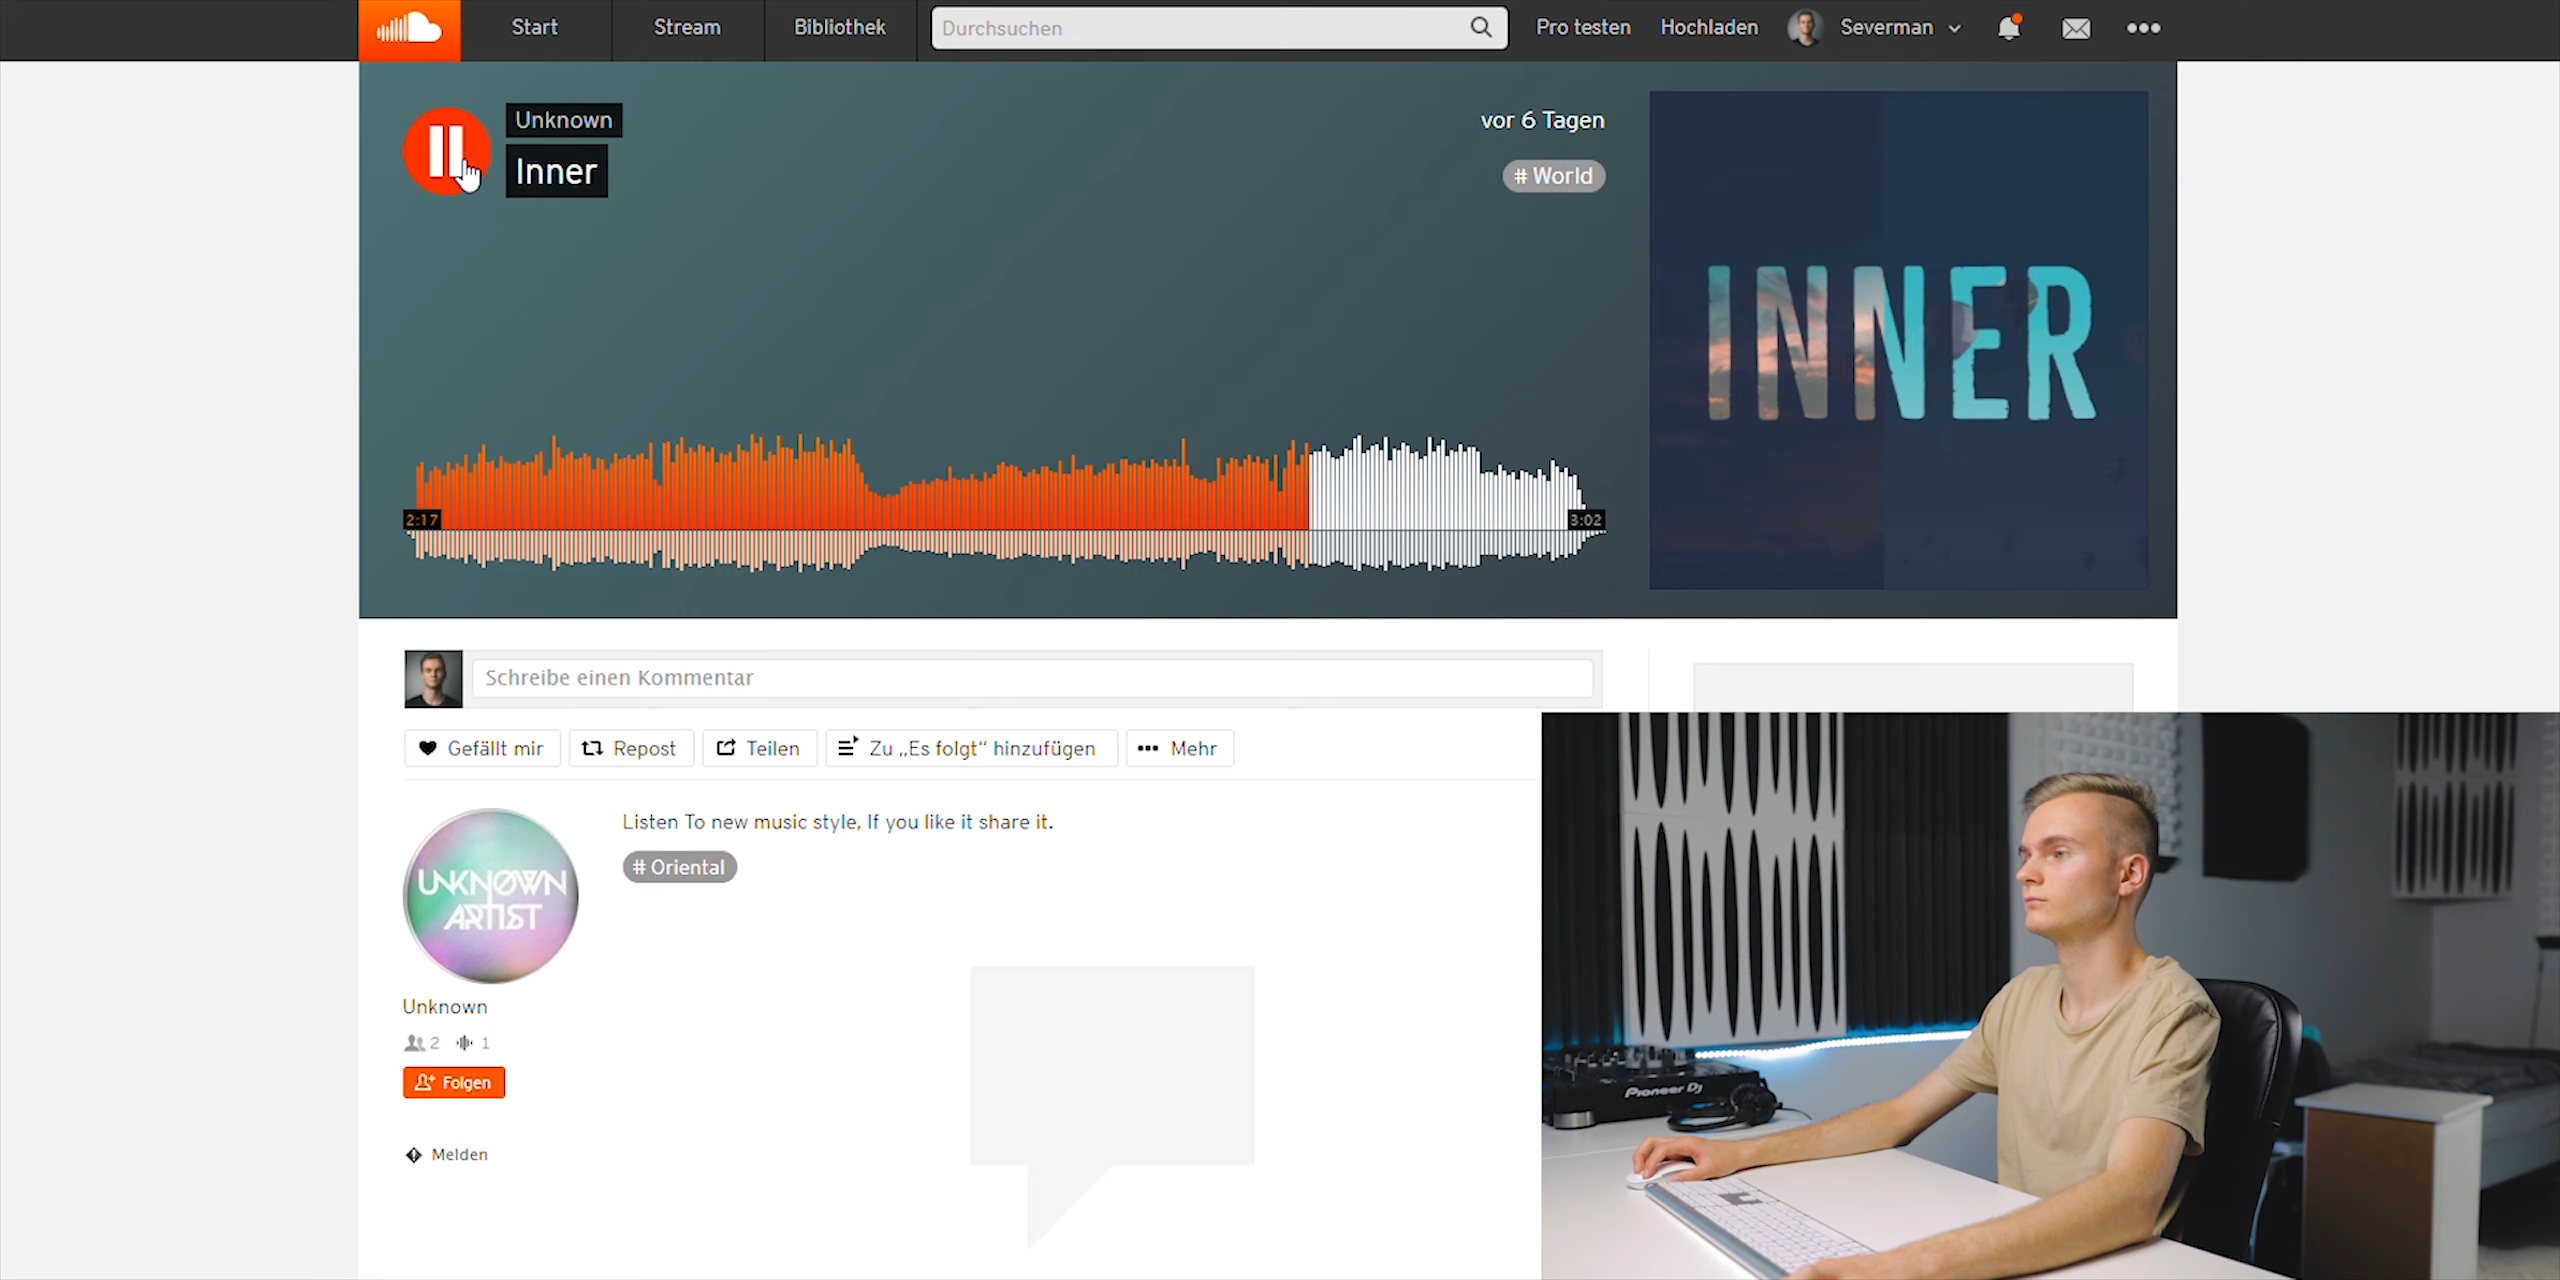 Start
Stream
Bibliothek
Durchsuchen
Pro testen
Hochladen
Severman
Unknown
Inner
vor 6 Tagen
# World
INNER
2:17
3:02
Schreibe einen Kommentar
Gefällt mir
Repost
Teilen
Zu „Es folgt“ hinzufügen
Mehr
UNKNOWN
ARTIST
Listen To new music style, If you like it share it.
# Oriental
Unknown
2
1
Folgen
Melden
Pioneer DJ